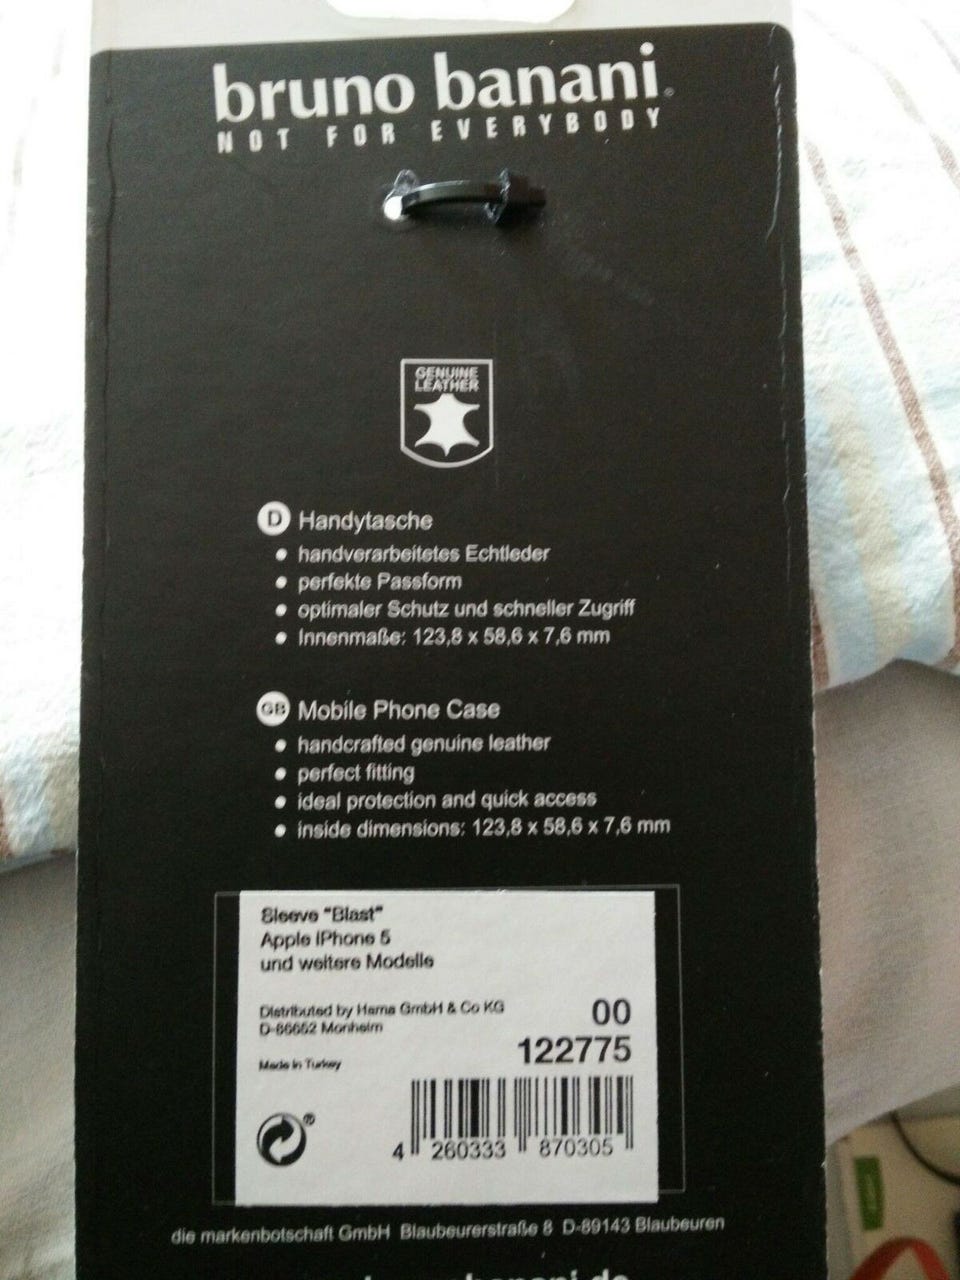 bruno banani®
NOT FOR EVERYBODY
GENUINE
LEATHER
D Handytasche
• handverarbeitetes Echtleder
• perfekte Passform
• optimaler Schutz und schneller Zugriff
• Innenmaße: 123,8 x 58,6 x 7,6 mm
GB Mobile Phone Case
• handcrafted genuine leather
• perfect fitting
• ideal protection and quick access
• inside dimensions: 123,8 x 58,6 x 7,6 mm
Sleeve "Blast"
Apple IPhone 5
und weitere Modelle
Distributed by Hama GmbH & Co KG
D-86652 Monheim
00
122775
Made in Turkey
®
4 260333 870305
die markenbotschaft GmbH Blaubeurerstraße 8 D-89143 Blaubeuren
banani.de